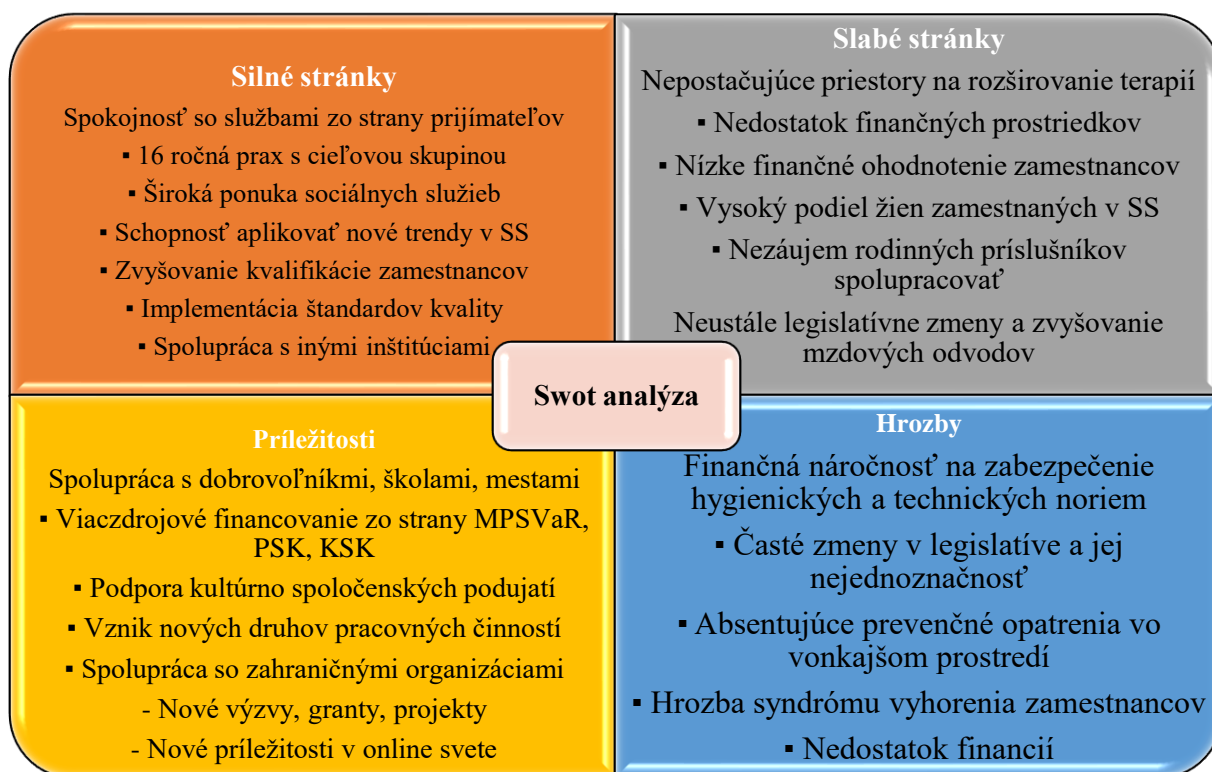 Silné stránky
Spokojnosť so službami zo strany prijímateľov
▪ 16 ročná prax s cieľovou skupinou
▪ Široká ponuka sociálnych služieb
▪ Schopnosť aplikovať nové trendy v SS
▪ Zvyšovanie kvalifikácie zamestnancov
▪ Implementácia štandardov kvality
▪ Spolupráca s inými inštitúciami
Slabé stránky
Nepostačujúce priestory na rozširovanie terapií
▪ Nedostatok finančných prostriedkov
▪ Nízke finančné ohodnotenie zamestnancov
▪ Vysoký podiel žien zamestnaných v SS
▪ Nezáujem rodinných príslušníkov
spolupracovať
Neustále legislatívne zmeny a zvyšovanie
mzdových odvodov
Swot analýza
Príležitosti
Spolupráca s dobrovoľníkmi, školami, mestami
▪ Viaczdrojové financovanie zo strany MPSVaR,
PSK, KSK
▪ Podpora kultúrno spoločenských podujatí
▪ Vznik nových druhov pracovných činností
▪ Spolupráca so zahraničnými organizáciami
- Nové výzvy, granty, projekty
- Nové príležitosti v online svete
Hrozby
Finančná náročnosť na zabezpečenie
hygienických a technických noriem
▪ Časté zmeny v legislatíve a jej
nejednoznačnosť
▪ Absentujúce prevenčné opatrenia vo
vonkajšom prostredí
▪ Hrozba syndrómu vyhorenia zamestnancov
▪ Nedostatok financií